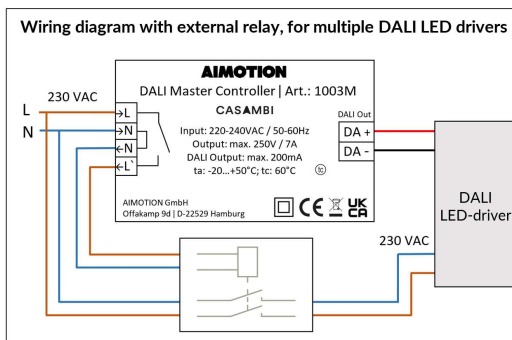 Wiring diagram with external relay, for multiple DALI LED drivers
AIMOTION
DALI Master Controller | Art.: 1003M
CASAMBI
230 VAC
L
N
→L
→N
←N
←L`
Input: 220-240VAC / 50-60Hz
Output: max. 250V / 7A
DALI Output: max. 200mA
ta: -20...+50°C; tc: 60°C
tc
DALI Out
DA +
DA -
AIMOTION GmbH
Offakamp 9d | D-22529 Hamburg
CE
UK
CA
DALI
LED-driver
230 VAC